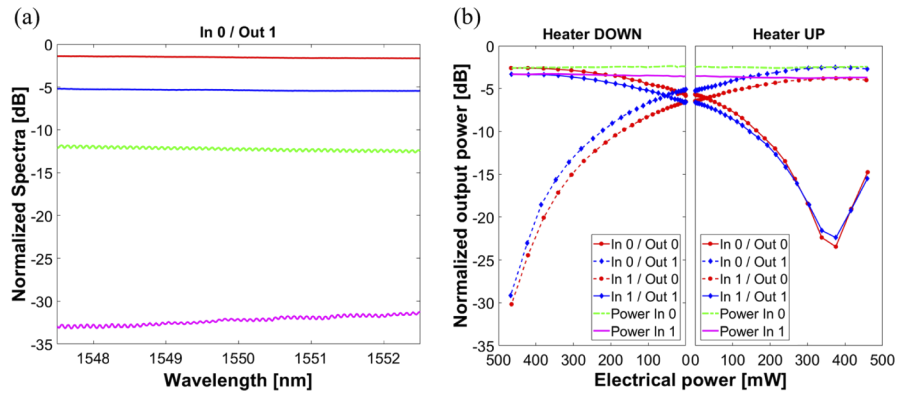 (a)
In 0 / Out 1
Normalized Spectra [dB]
0
-5
-10
-15
-20
-25
-30
-35
1548 1549 1550 1551 1552
Wavelength [nm]
(b)
Heater DOWN Heater UP
Normalized output power [dB]
0
-5
-10
-15
-20
-25
-30
-35
In 0 / Out 0
In 0 / Out 1
In 1 / Out 0
In 1 / Out 1
Power In 0
Power In 1
In 0 / Out 0
In 0 / Out 1
In 1 / Out 0
In 1 / Out 1
Power In 0
Power In 1
500 400 300 200 100 0 0 100 200 300 400 500
Electrical power [mW]